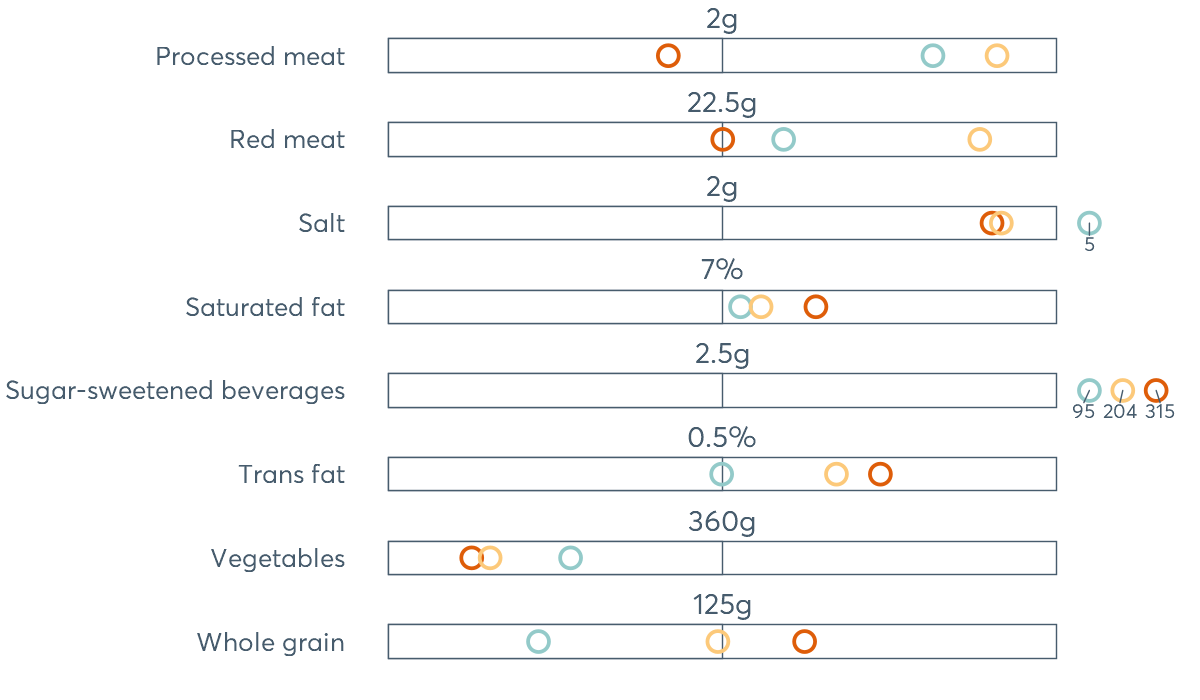 2g
Processed meat
22.5g
Red meat
2g
Salt
5
7%
Saturated fat
2.5g
Sugar-sweetened beverages
95 204 315
0.5%
Trans fat
360g
Vegetables
125g
Whole grain